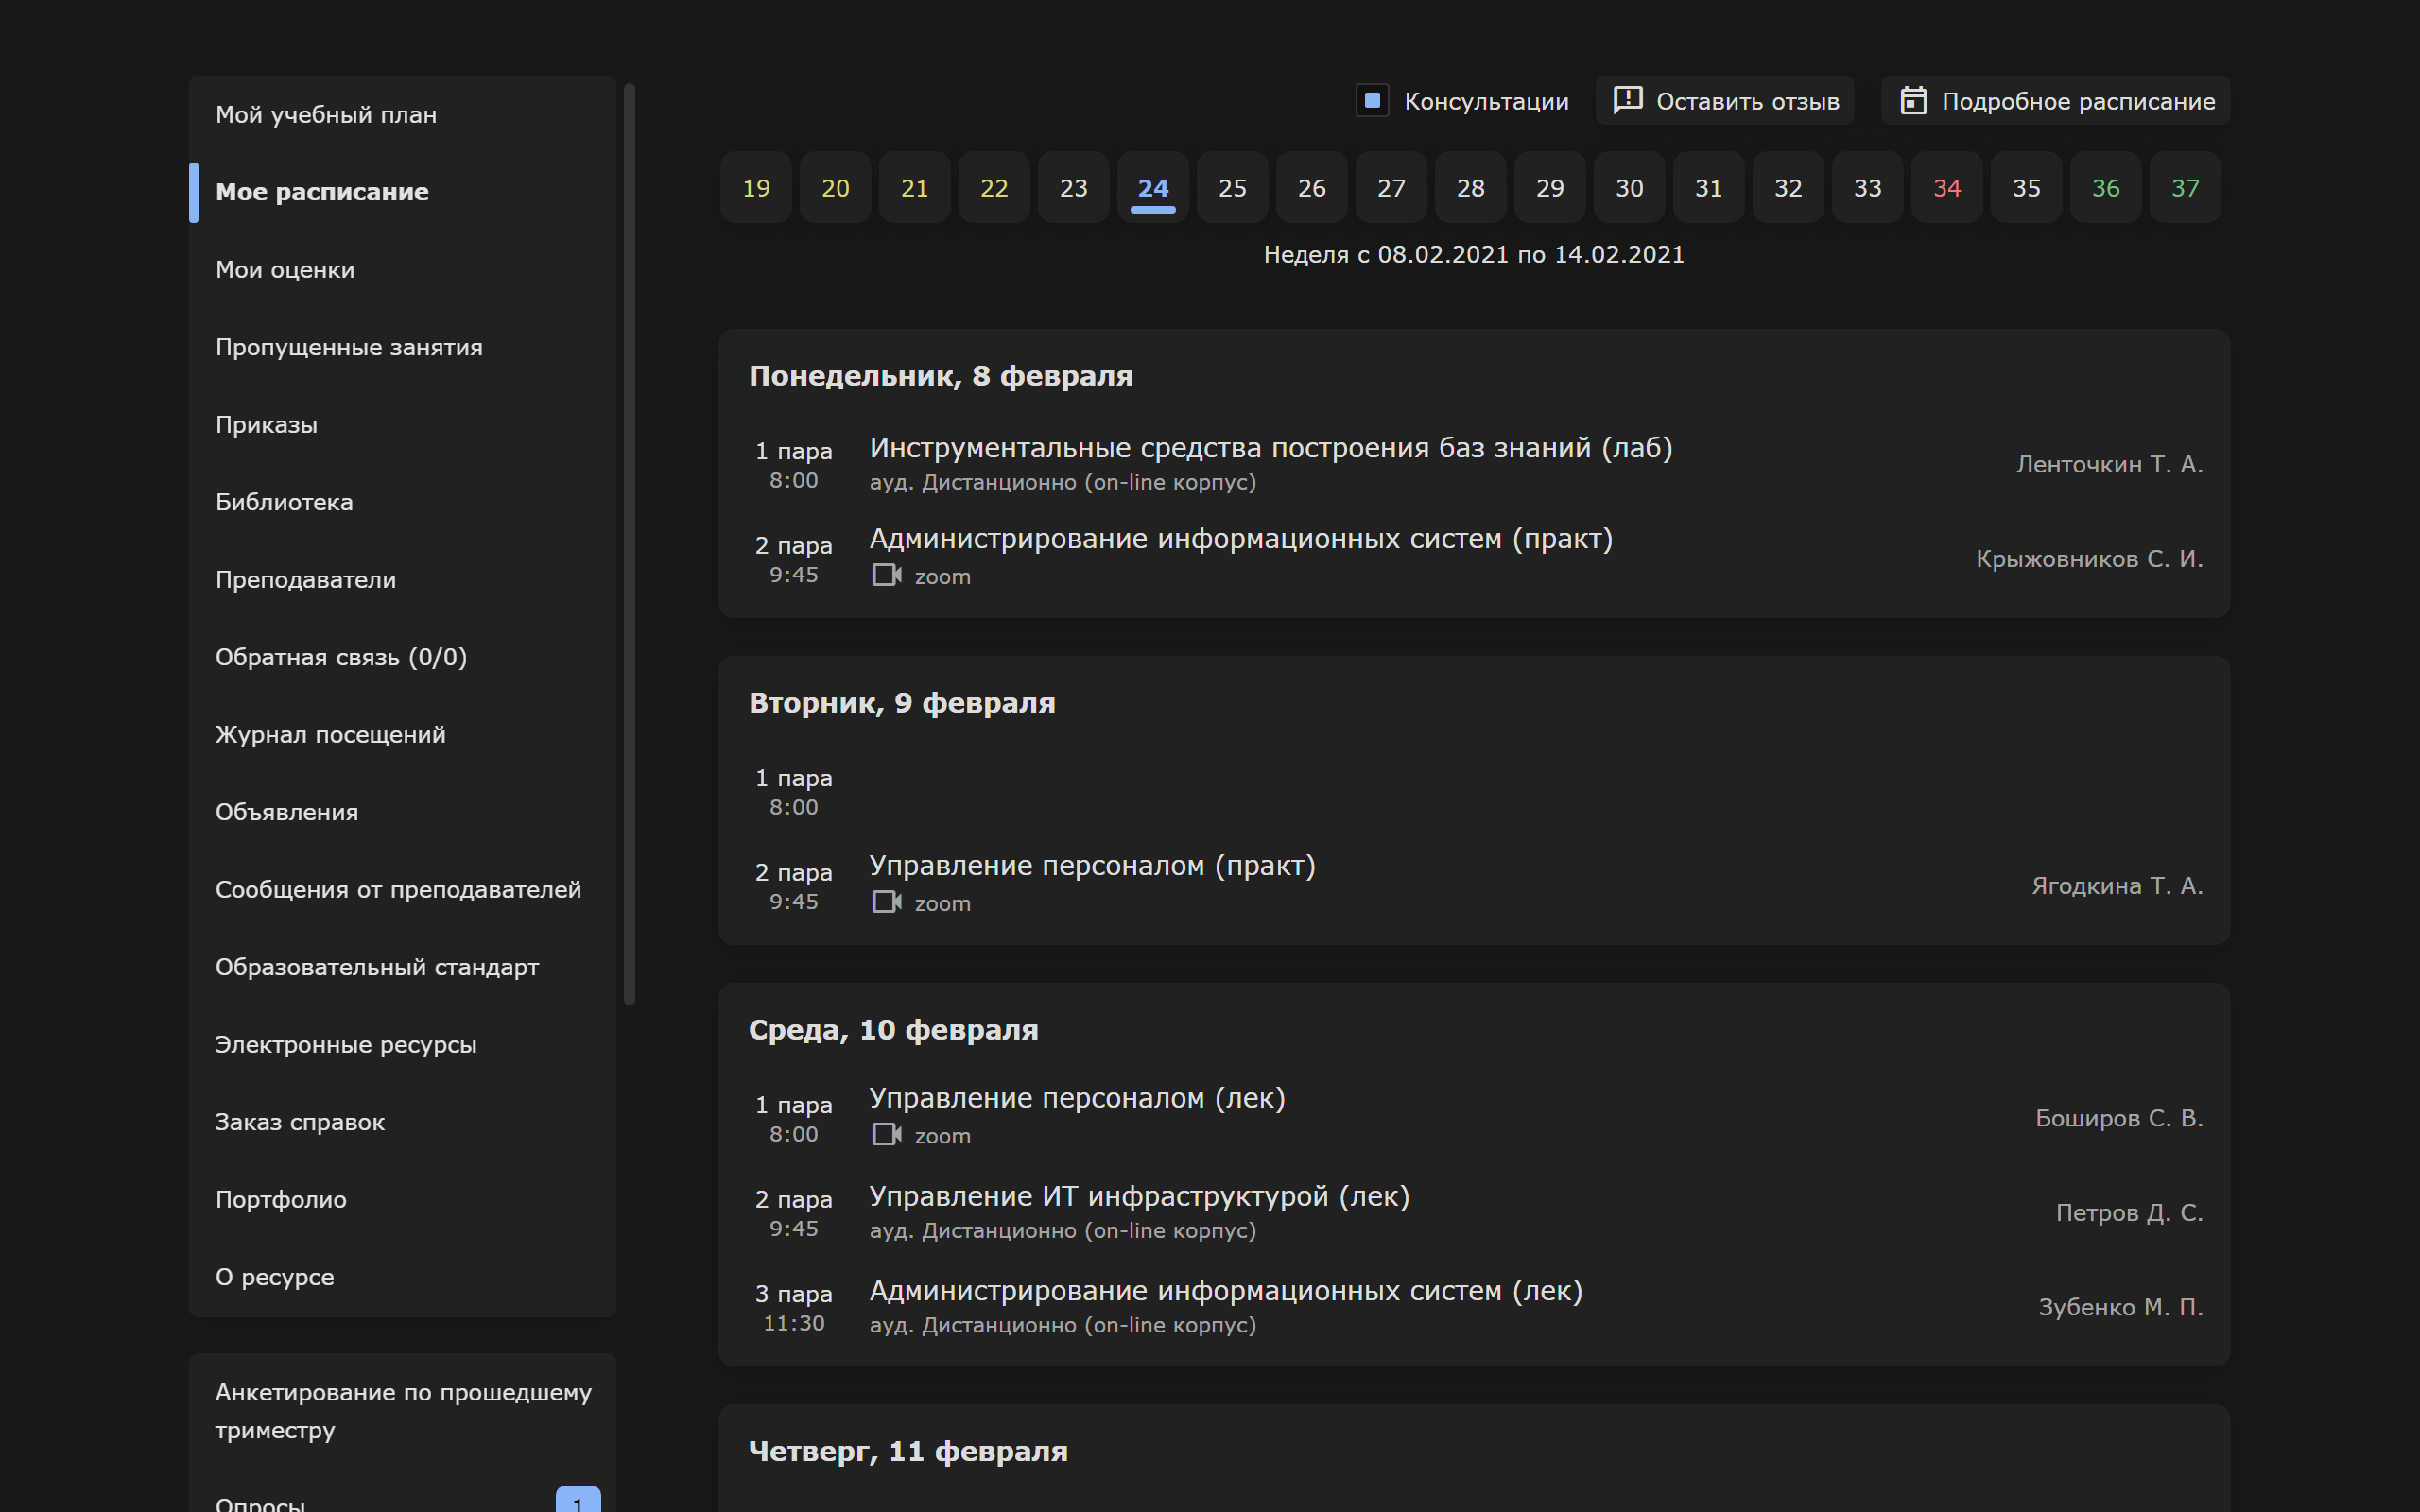 Мой учебный план
Мое расписание
Мои оценки
Пропущенные занятия
Приказы
Библиотека
Преподаватели
Обратная связь (0/0)
Журнал посещений
Объявления
Сообщения от преподавателей
Образовательный стандарт
Электронные ресурсы
Заказ справок
Портфолио
О ресурсе
Анкетирование по прошедшему
триместру
Опросы 1
Консультации Оставить отзыв Подробное расписание
19 20 21 22 23 24 25 26 27 28 29 30 31 32 33 34 35 36 37
Неделя с 08.02.2021 по 14.02.2021
Понедельник, 8 февраля
1 пара
8:00
Инструментальные средства построения баз знаний (лаб)
ауд. Дистанционно (on-line корпус)
Ленточкин Т. А.
2 пара
9:45
Администрирование информационных систем (практ)
zoom
Крыжовников С. И.
Вторник, 9 февраля
1 пара
8:00
2 пара
9:45
Управление персоналом (практ)
zoom
Ягодкина Т. А.
Среда, 10 февраля
1 пара
8:00
Управление персоналом (лек)
zoom
Боширов С. В.
2 пара
9:45
Управление ИТ инфраструктурой (лек)
ауд. Дистанционно (on-line корпус)
Петров Д. С.
3 пара
11:30
Администрирование информационных систем (лек)
ауд. Дистанционно (on-line корпус)
Зубенко М. П.
Четверг, 11 февраля